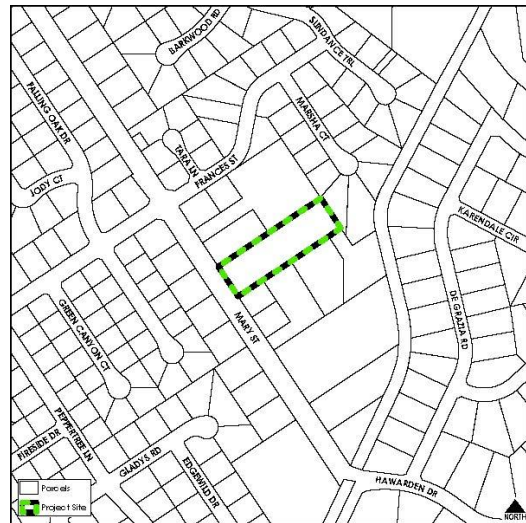 BARKWOOD RD
SUNDANCE TRL
FALLING OAK DR
MARSHA CT
TARA LN
FRANCES ST
JODY CT
KARENDALE CIR
GREEN CANYON CT
MARY ST
DE GRAZIA RD
PEPPERTREE LN
FIRESIDE DR
GLADYS RD
EDGEWILD DR
HAWARDEN DR
Parcels
Project Site
NORTH